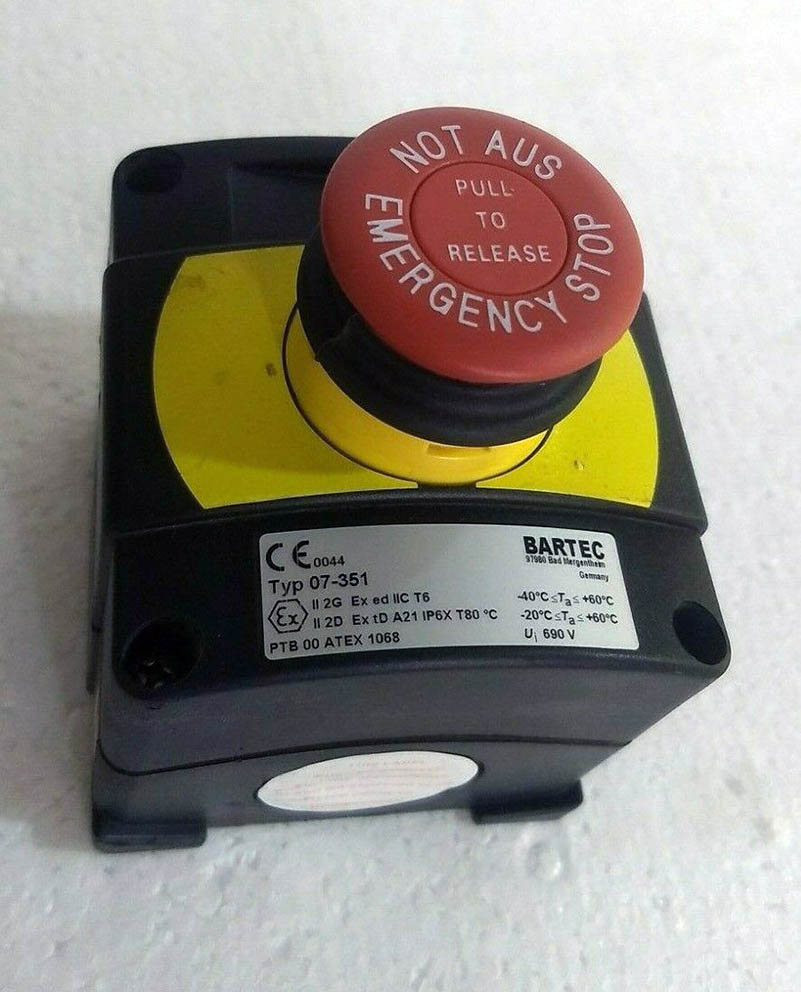 NOT AUS
PULL
TO
RELEASE
EMERGENCY STOP
CE 0044
Typ 07-351
Ex II 2G Ex ed IIC T6
II 2D Ex tD A21 IP6X T80 °C
PTB 00 ATEX 1068
BARTEC
97980 Bad Mergentheim
Germany
-40°C ≤Ta≤ +60°C
-20°C ≤Ta≤ +60°C
Ui 690 V